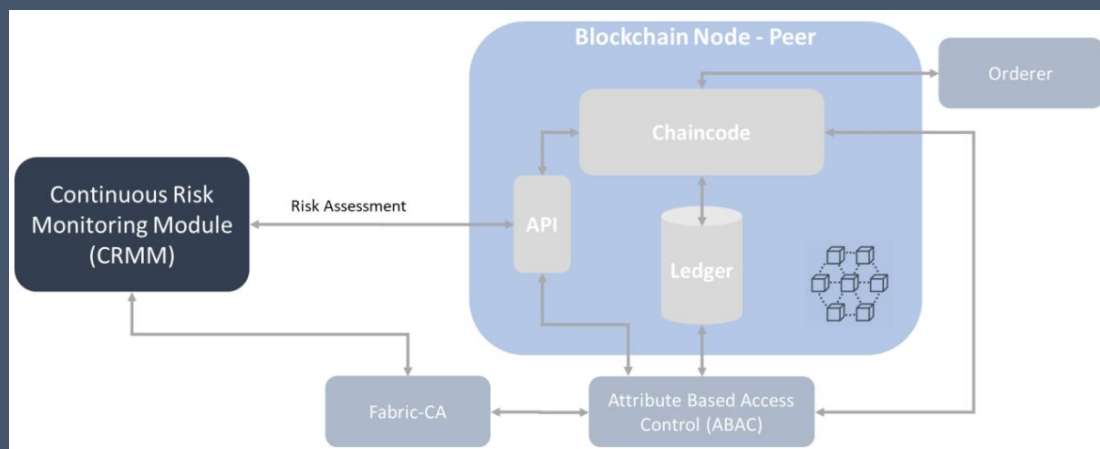 Blockchain Node - Peer
Orderer
Chaincode
Continuous Risk
Monitoring Module
(CRMM)
Risk Assessment
API
Ledger
Fabric-CA
Attribute Based Access
Control (ABAC)